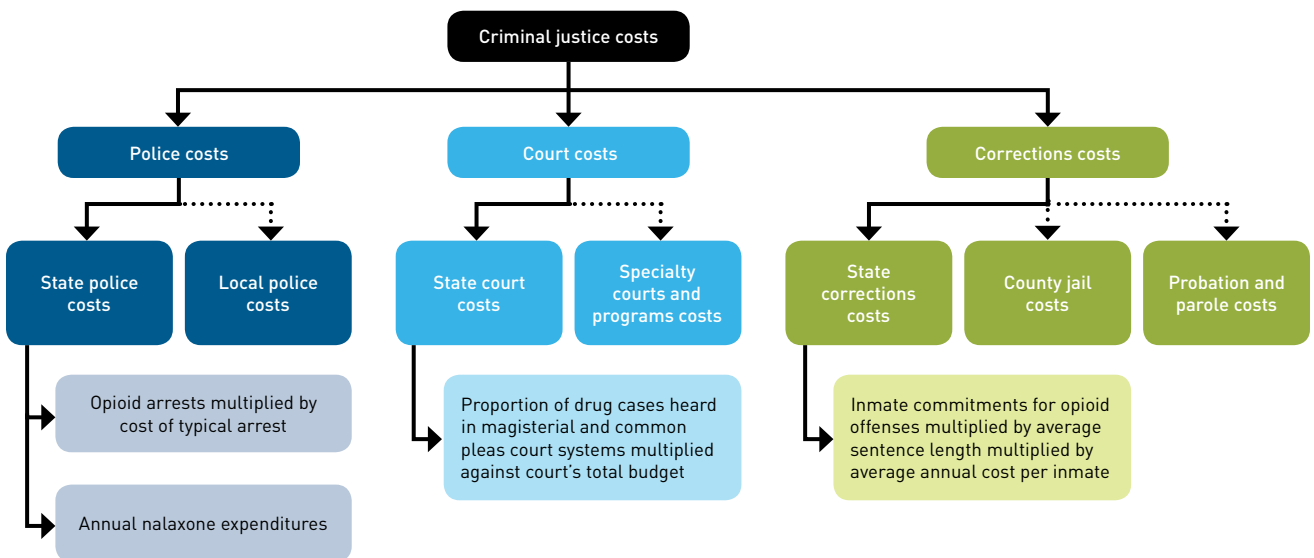 Criminal justice costs
Police costs
Court costs
Corrections costs
State police
costs
Local police
costs
State court
costs
Specialty
courts and
programs costs
State
corrections
costs
County jail
costs
Probation and
parole costs
Opioid arrests multiplied by
cost of typical arrest
Annual nalaxone expenditures
Proportion of drug cases heard
in magisterial and common
pleas court systems multiplied
against court's total budget
Inmate commitments for opioid
offenses multiplied by average
sentence length multiplied by
average annual cost per inmate